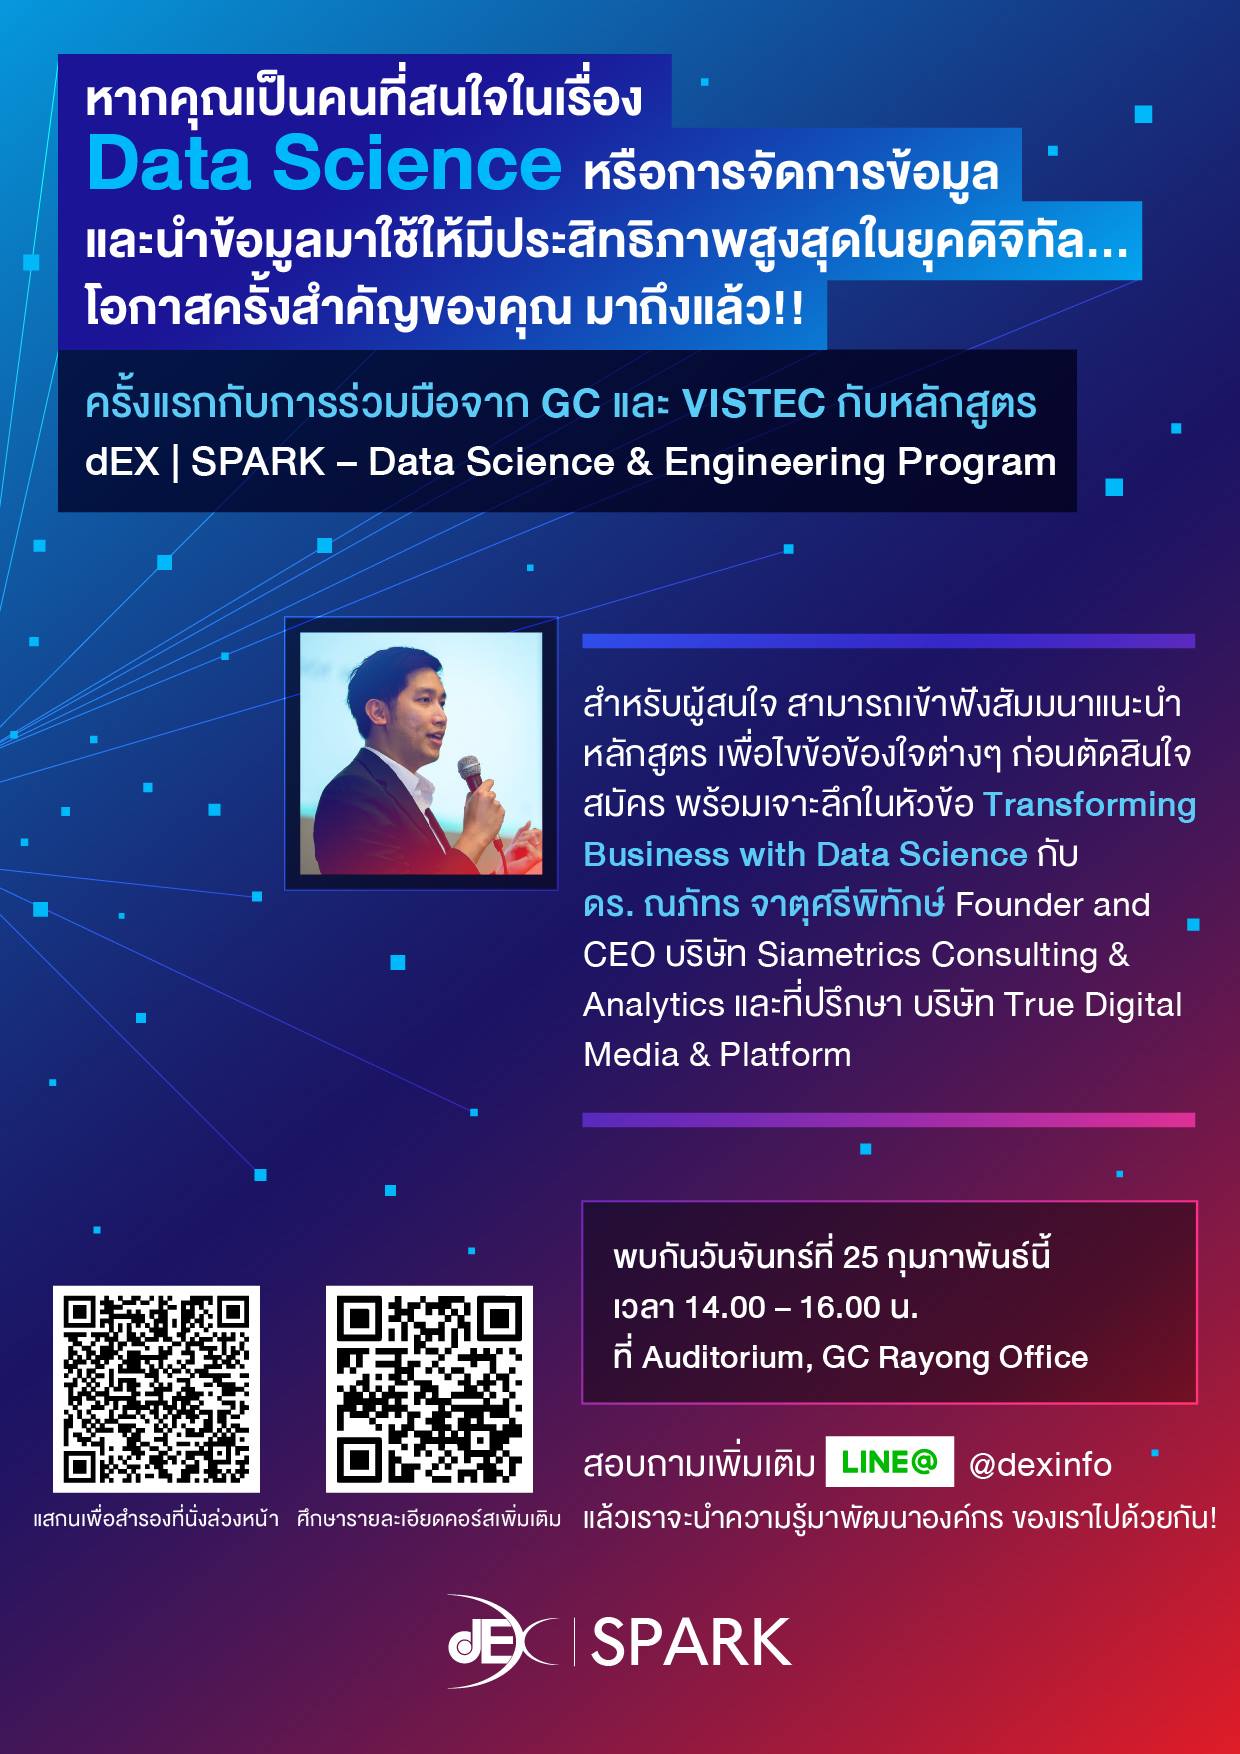 หากคุณเป็นคนที่สนใจในเรื่อง
Data Science หรือการจัดการข้อมูล
และนำข้อมูลมาใช้ให้มีประสิทธิภาพสูงสุดในยุคดิจิทัล...
โอกาสครั้งสำคัญของคุณ มาถึงแล้ว!!
ครั้งแรกกับการร่วมมือจาก GC และ VISTEC กับหลักสูตร
dEX | SPARK – Data Science & Engineering Program
สำหรับผู้สนใจ สามารถเข้าฟังสัมมนาแนะนำ
หลักสูตร เพื่อไขข้อข้องใจต่างๆ ก่อนตัดสินใจ
สมัคร พร้อมเจาะลึกในหัวข้อ Transforming
Business with Data Science กับ
ดร. ณภัทร จาตุศรีพิทักษ์ Founder and
CEO บริษัท Siametrics Consulting &
Analytics และที่ปรึกษา บริษัท True Digital
Media & Platform
พบกันวันจันทร์ที่ 25 กุมภาพันธ์นี้
เวลา 14.00 – 16.00 น.
ที่ Auditorium, GC Rayong Office
สอบถามเพิ่มเติม LINE@ @dexinfo
แล้วเราจะนำความรู้มาพัฒนาองค์กร ของเราไปด้วยกัน!
แสกนเพื่อสำรองที่นั่งล่วงหน้า
ศึกษารายละเอียดคอร์สเพิ่มเติม
dEX | SPARK